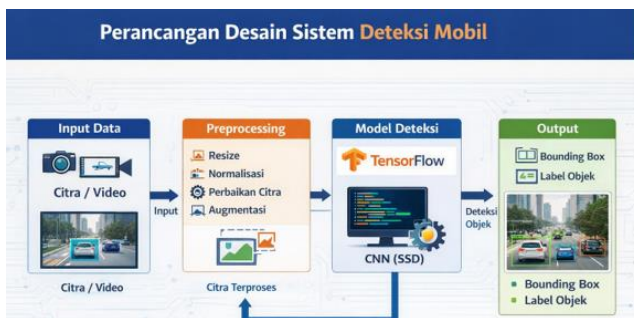 Perancangan Desain Sistem Deteksi Mobil
Input Data
Citra / Video
Citra / Video
Input
Preprocessing
Resize
Normalisasi
Perbaikan Citra
Augmentasi
Citra Terproses
Model Deteksi
TensorFlow
CNN (SSD)
Deteksi
Objek
Output
Bounding Box
Label Objek
Bounding Box
Label Objek